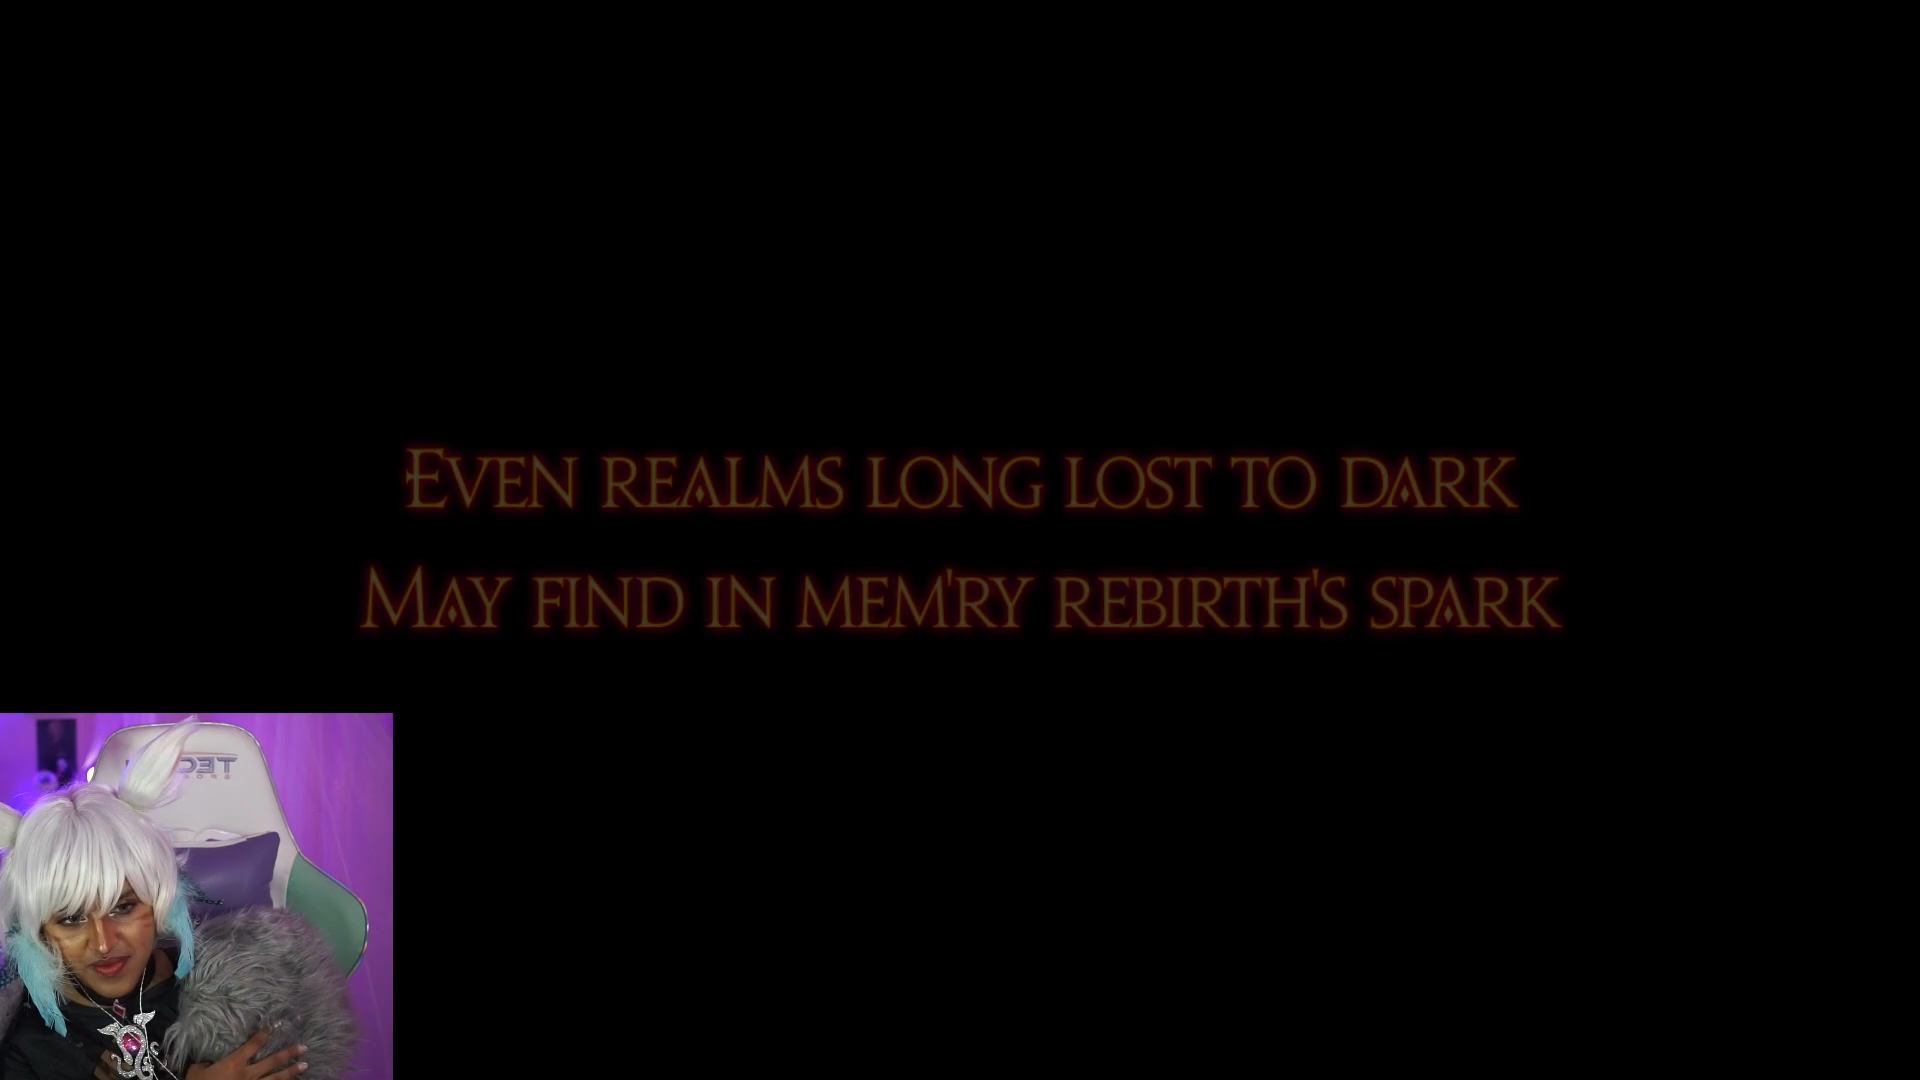 Even realms long lost to dark
May find in mem'ry rebirth's spark